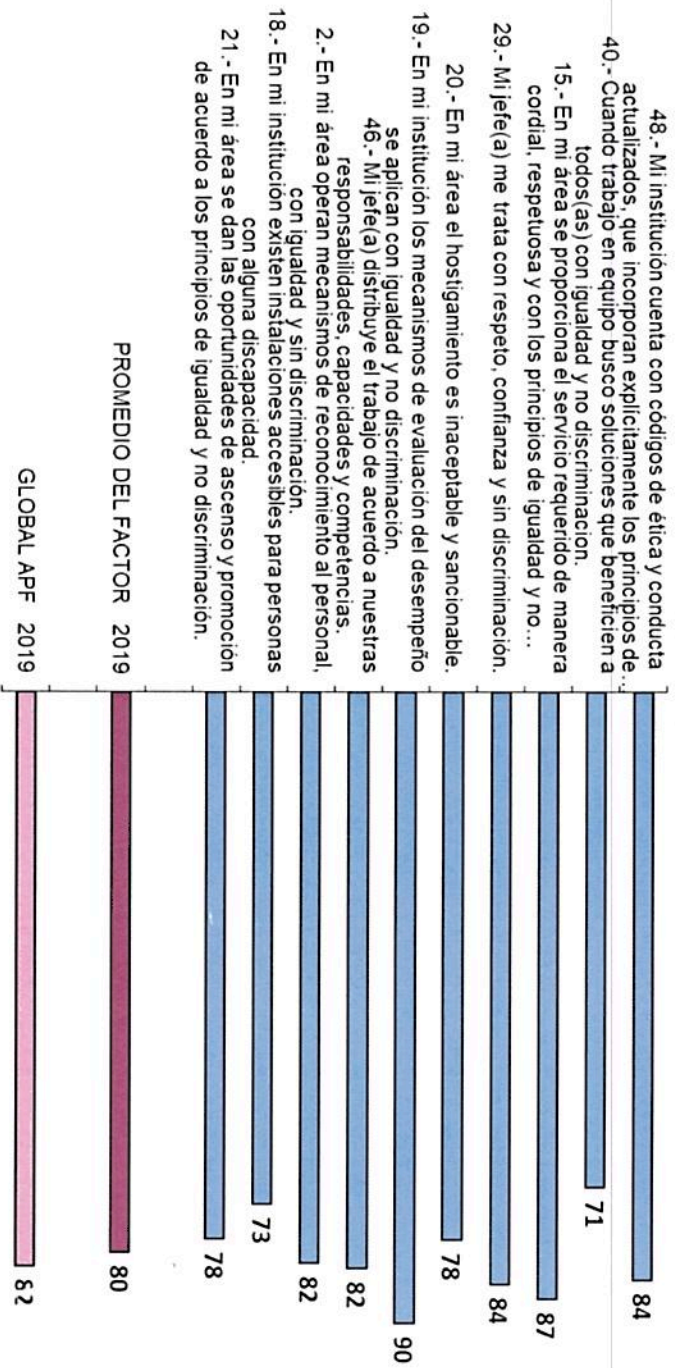 48.- Mi institución cuenta con códigos de ética y conducta
actualizados, que incorporan explícitamente los principios de...
84
40.- Cuando trabajo en equipo busco soluciones que beneficien a
todos(as) con igualdad y no discriminacion.
71
15.- En mi área se proporciona el servicio requerido de manera
cordial, respetuosa y con los principios de igualdad y no...
87
29.- Mi jefe(a) me trata con respeto, confianza y sin discriminación.
84
20.- En mi área el hostigamiento es inaceptable y sancionable.
78
19.- En mi institución los mecanismos de evaluación del desempeño
se aplican con igualdad y no discriminación.
90
46.- Mi jefe(a) distribuye el trabajo de acuerdo a nuestras
responsabilidades, capacidades y competencias.
82
2.- En mi área operan mecanismos de reconocimiento al personal,
con igualdad y sin discriminación.
82
18.- En mi institución existen instalaciones accesibles para personas
con alguna discapacidad.
73
21.- En mi área se dan las oportunidades de ascenso y promoción
de acuerdo a los principios de igualdad y no discriminación.
78
PROMEDIO DEL FACTOR 2019
80
GLOBAL APF 2019
82